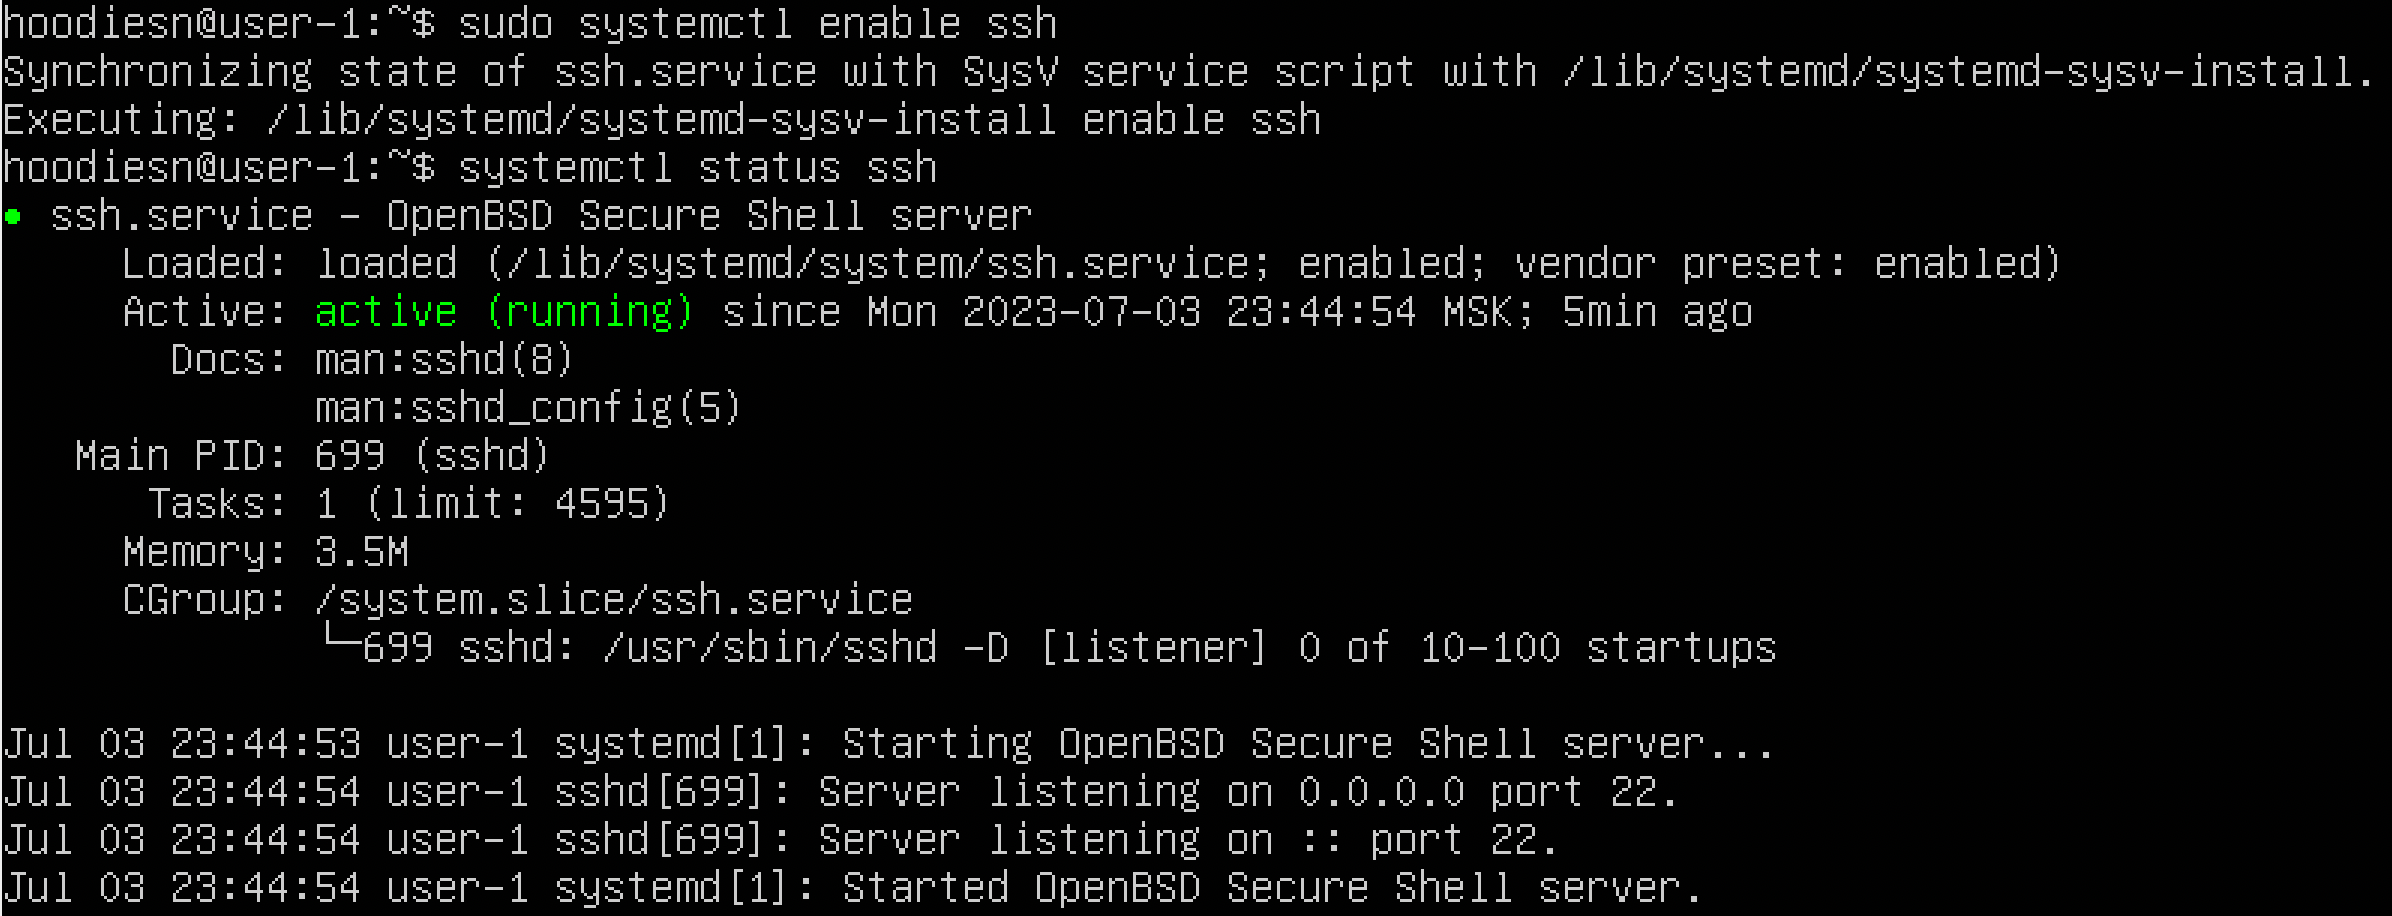 hoodiesn@user-1:~$ sudo systemctl enable ssh
Synchronizing state of ssh.service with SysV service script with /lib/systemd/systemd-sysv-install.
Executing: /lib/systemd/systemd-sysv-install enable ssh
hoodiesn@user-1:~$ systemctl status ssh
● ssh.service - OpenBSD Secure Shell server
     Loaded: loaded (/lib/systemd/system/ssh.service; enabled; vendor preset: enabled)
     Active: active (running) since Mon 2023-07-03 23:44:54 MSK; 5min ago
       Docs: man:sshd(8)
             man:sshd_config(5)
   Main PID: 699 (sshd)
      Tasks: 1 (limit: 4595)
     Memory: 3.5M
     CGroup: /system.slice/ssh.service
             └─699 sshd: /usr/sbin/sshd -D [listener] 0 of 10-100 startups

Jul 03 23:44:53 user-1 systemd[1]: Starting OpenBSD Secure Shell server...
Jul 03 23:44:54 user-1 sshd[699]: Server listening on 0.0.0.0 port 22.
Jul 03 23:44:54 user-1 sshd[699]: Server listening on :: port 22.
Jul 03 23:44:54 user-1 systemd[1]: Started OpenBSD Secure Shell server.